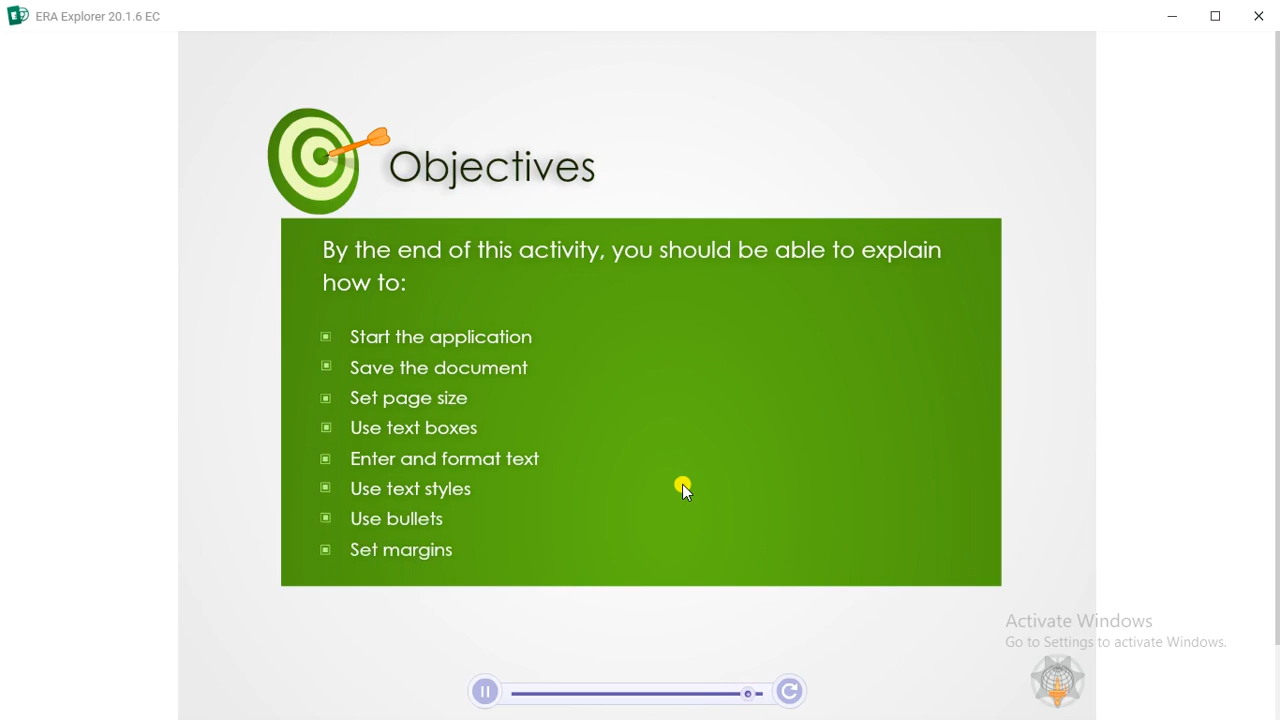 ERA Explorer 20.1.6 EC
Objectives
By the end of this activity, you should be able to explain
how to:
Start the application
Save the document
Set page size
Use text boxes
Enter and format text
Use text styles
Use bullets
Set margins
Activate Windows
Go to Settings to activate Windows.